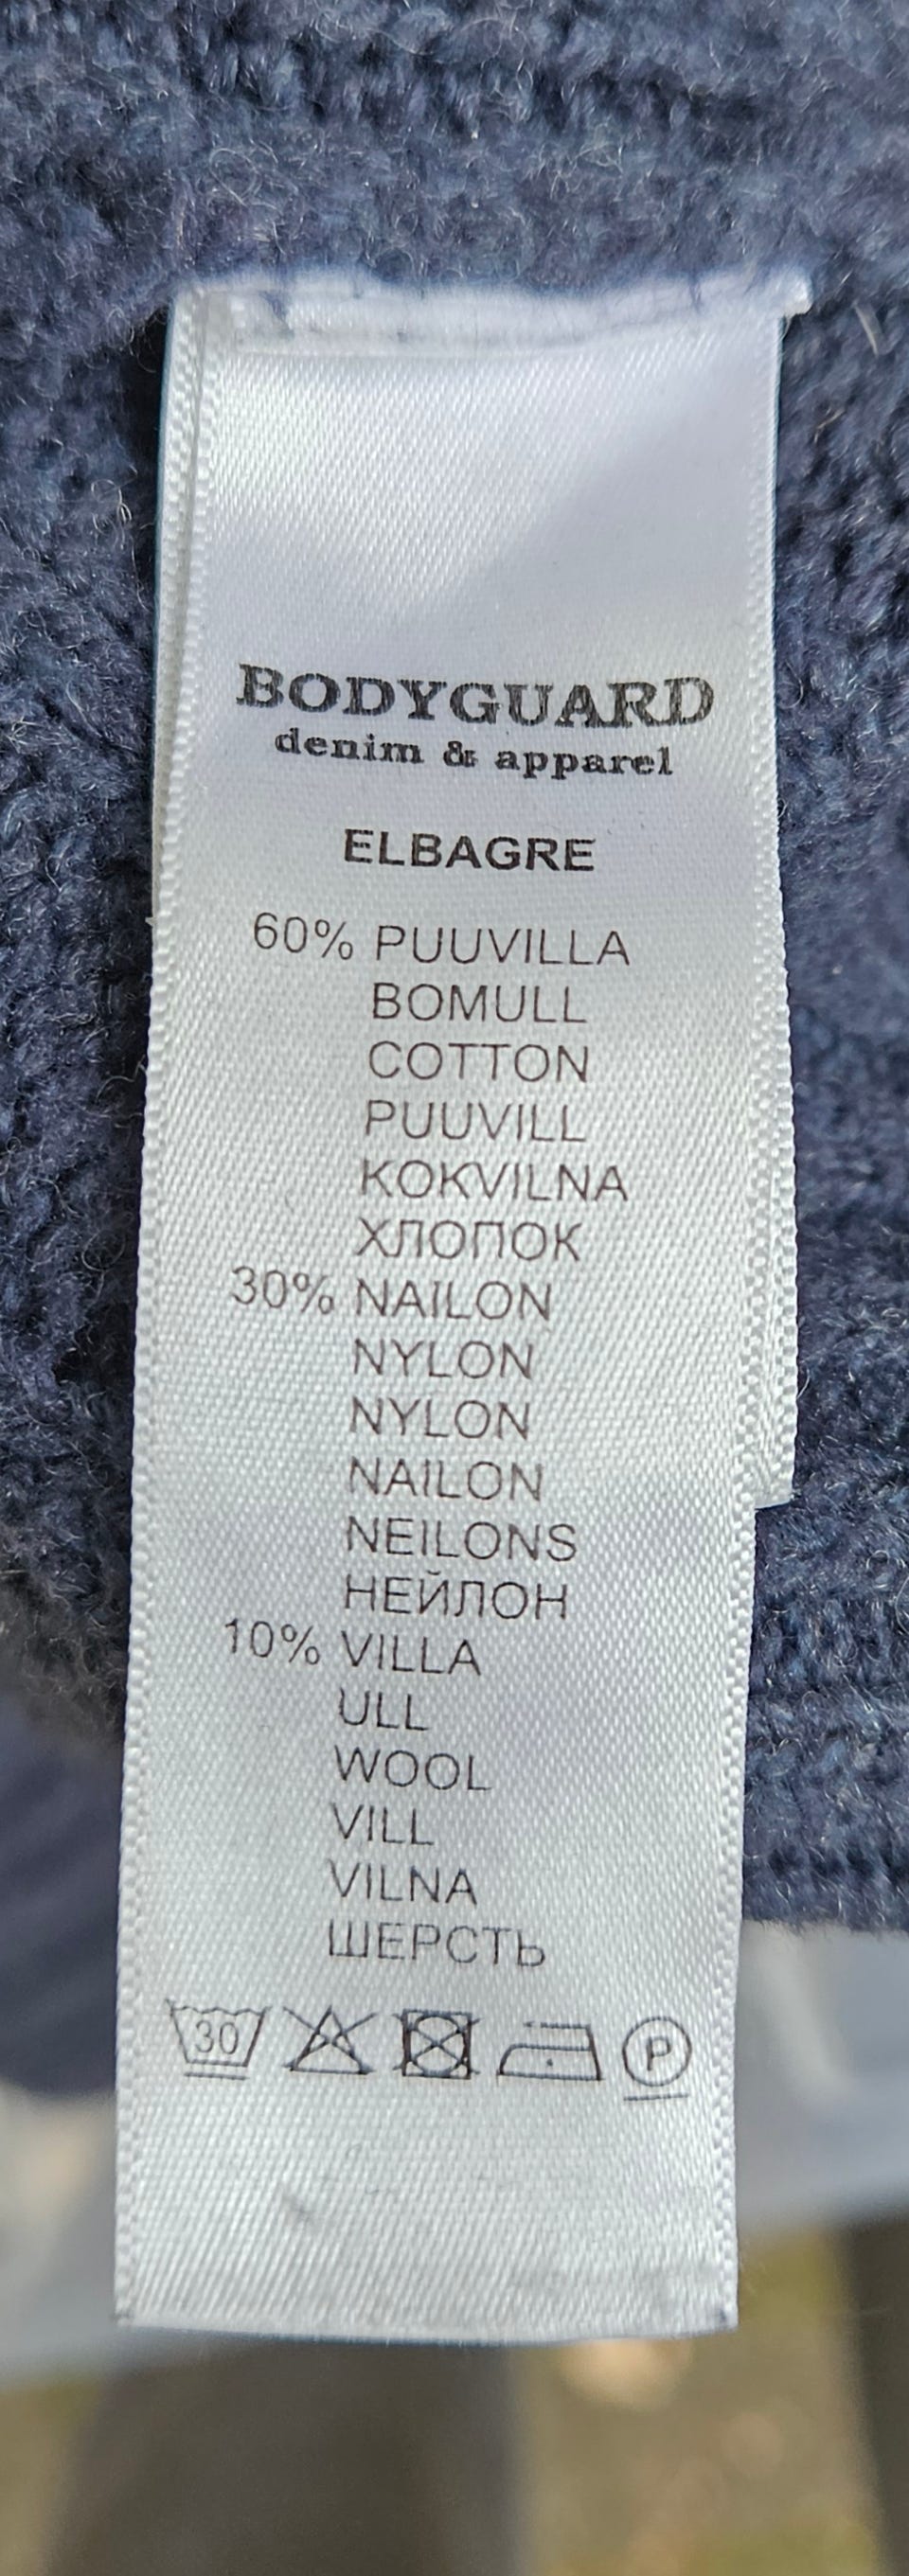 BODYGUARD
denim & apparel
ELBAGRE
60% PUUVILLA
BOMULL
COTTON
PUUVILL
KOKVILNA
ХЛОПОК
30% NAILON
NYLON
NYLON
NAILON
NEILONS
НЕЙЛОН
10% VILLA
ULL
WOOL
VILL
VILNA
ШЕРСТЬ
30 P